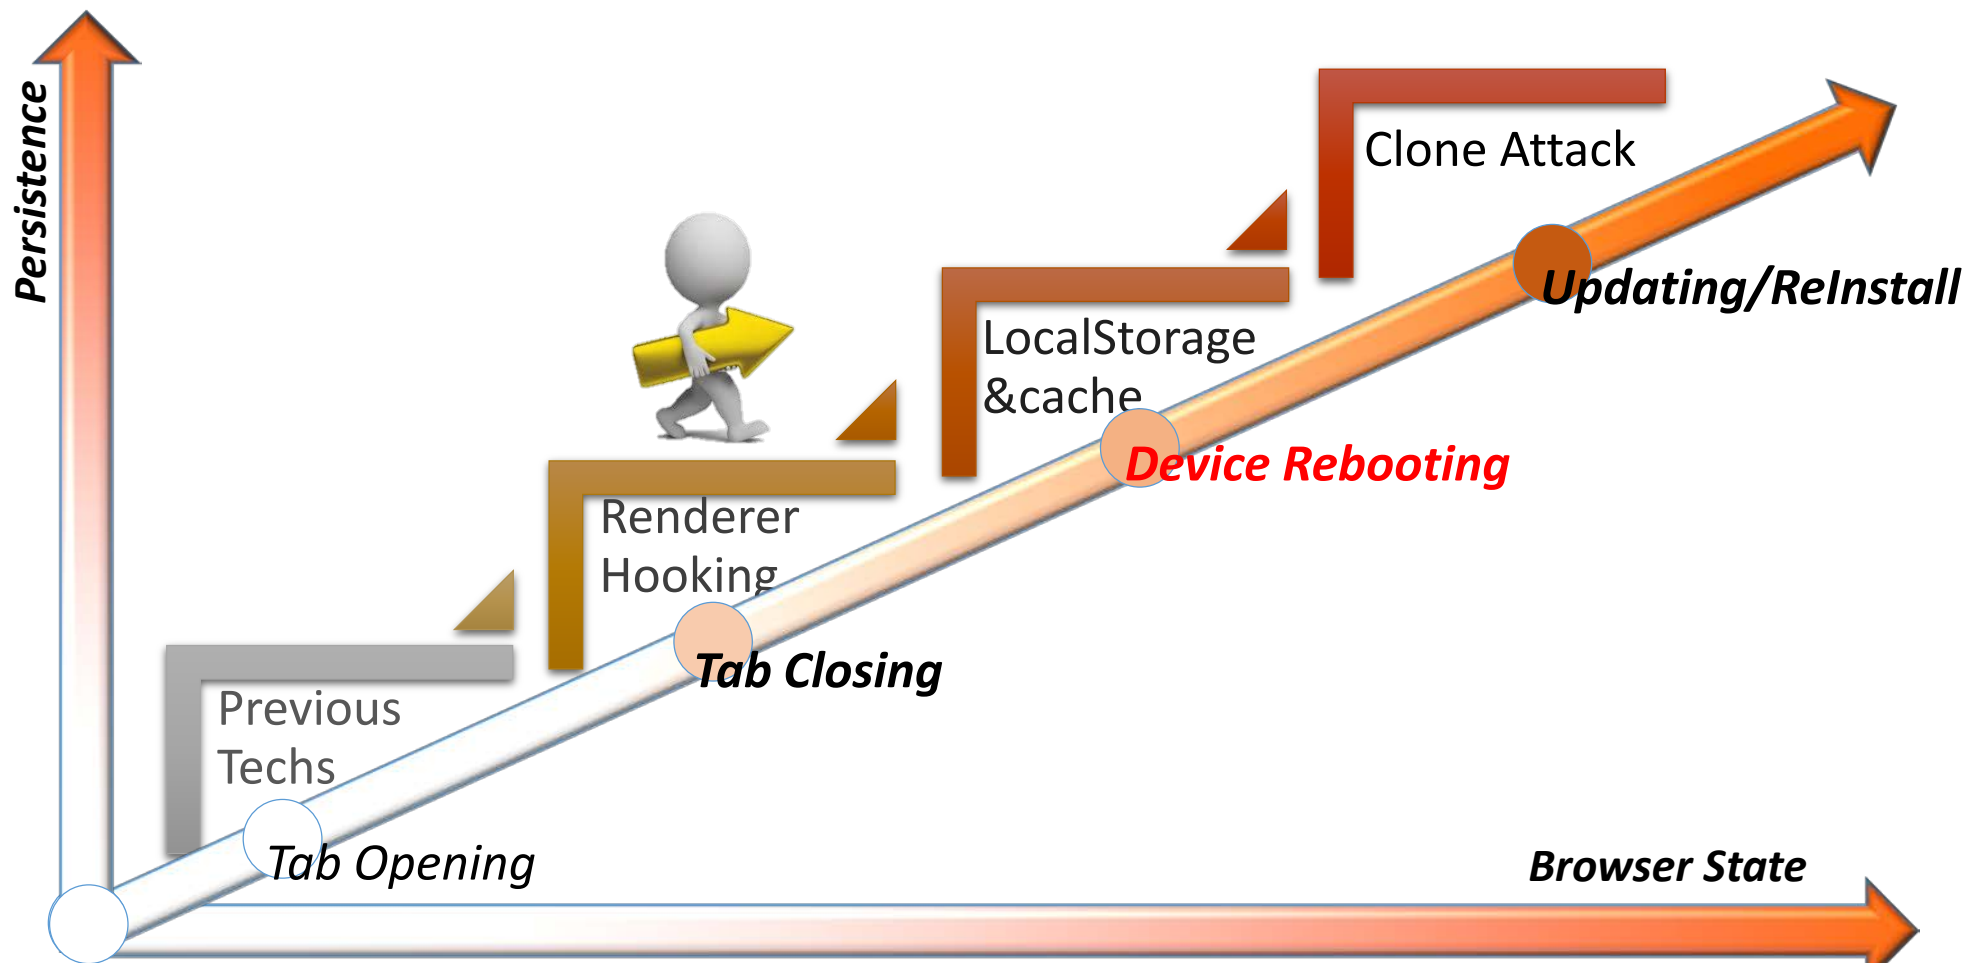 Persistence
Clone Attack
Updating/ReInstall
LocalStorage
&cache
Device Rebooting
Renderer
Hooking
Tab Closing
Previous
Techs
Tab Opening
Browser State